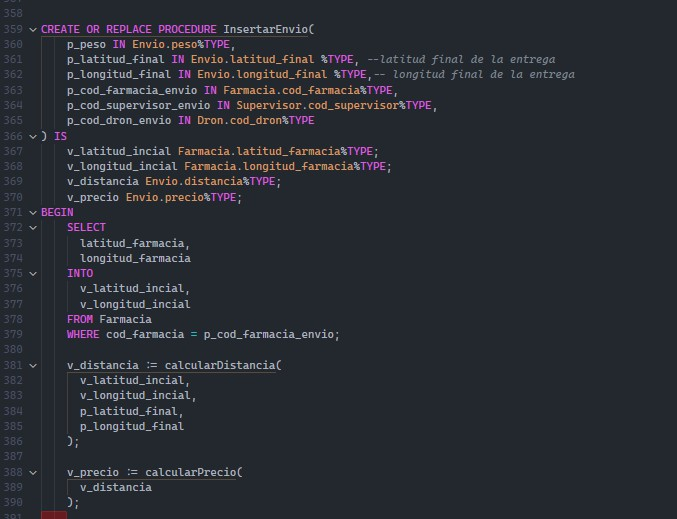 358
359 CREATE OR REPLACE PROCEDURE InsertarEnvio(
360 p_peso IN Envio.peso%TYPE,
361 p_latitud_final IN Envio.latitud_final %TYPE, --latitud final de la entrega
362 p_longitud_final IN Envio.longitud_final %TYPE,-- longitud final de la entrega
363 p_cod_farmacia_envio IN Farmacia.cod_farmacia%TYPE,
364 p_cod_supervisor_envio IN Supervisor.cod_supervisor%TYPE,
365 p_cod_dron_envio IN Dron.cod_dron%TYPE
366 ) IS
367 v_latitud_incial Farmacia.latitud_farmacia%TYPE;
368 v_longitud_incial Farmacia.longitud_farmacia%TYPE;
369 v_distancia Envio.distancia%TYPE;
370 v_precio Envio.precio%TYPE;
371 BEGIN
372 SELECT
373 latitud_farmacia,
374 longitud_farmacia
375 INTO
376 v_latitud_incial,
377 v_longitud_incial
378 FROM Farmacia
379 WHERE cod_farmacia = p_cod_farmacia_envio;
380
381 v_distancia := calcularDistancia(
382 v_latitud_incial,
383 v_longitud_incial,
384 p_latitud_final,
385 p_longitud_final
386 );
387
388 v_precio := calcularPrecio(
389 v_distancia
390 );
391